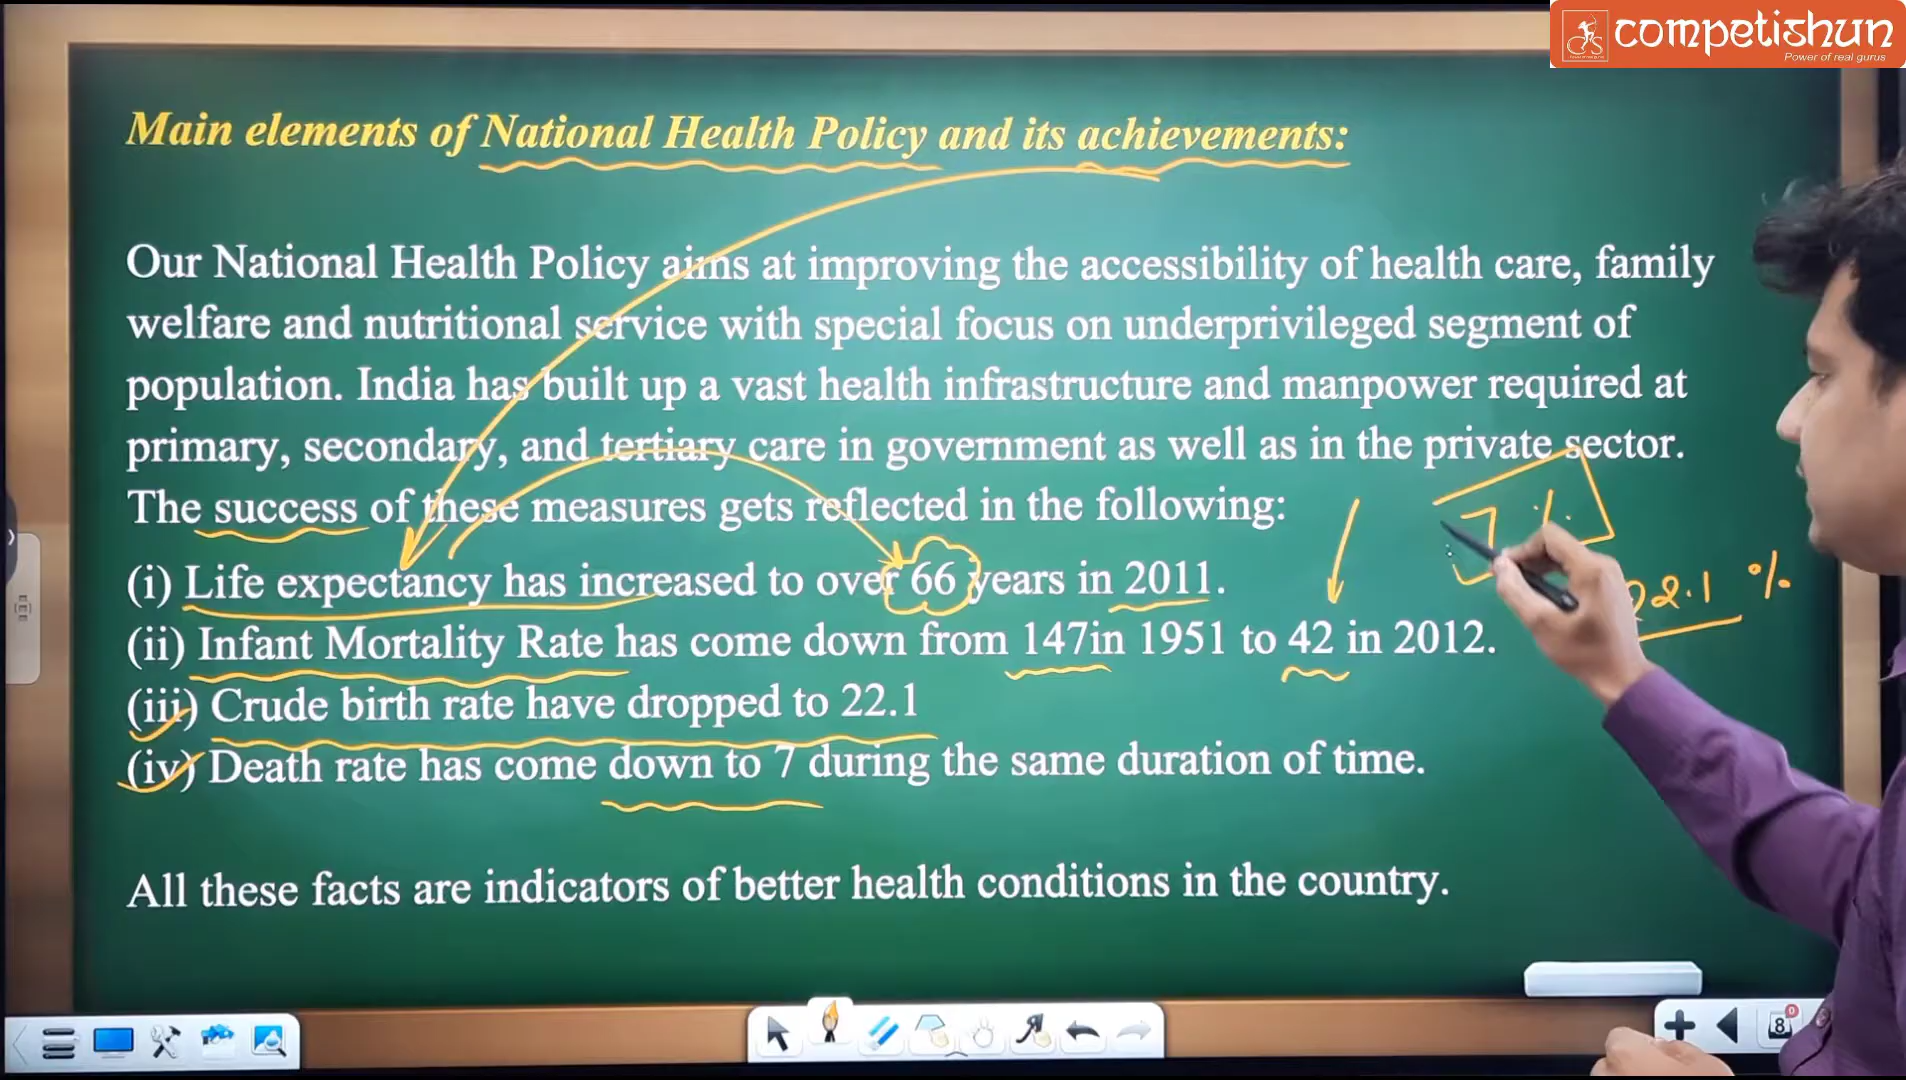 competishun
Power of real gurus
Main elements of National Health Policy and its achievements:
Our National Health Policy aims at improving the accessibility of health care, family
welfare and nutritional service with special focus on underprivileged segment of
population. India has built up a vast health infrastructure and manpower required at
primary, secondary, and tertiary care in government as well as in the private sector.
The success of these measures gets reflected in the following:
7 %
(i) Life expectancy has increased to over 66 years in 2011.
22.1 %
(ii) Infant Mortality Rate has come down from 147in 1951 to 42 in 2012.
(iii) Crude birth rate have dropped to 22.1
(iv) Death rate has come down to 7 during the same duration of time.
All these facts are indicators of better health conditions in the country.